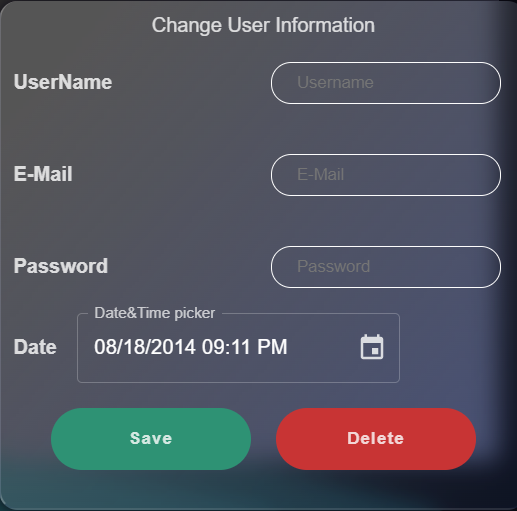 Change User Information
UserName Username
E-Mail E-Mail
Password Password
Date&Time picker
Date 08/18/2014 09:11 PM
Save Delete